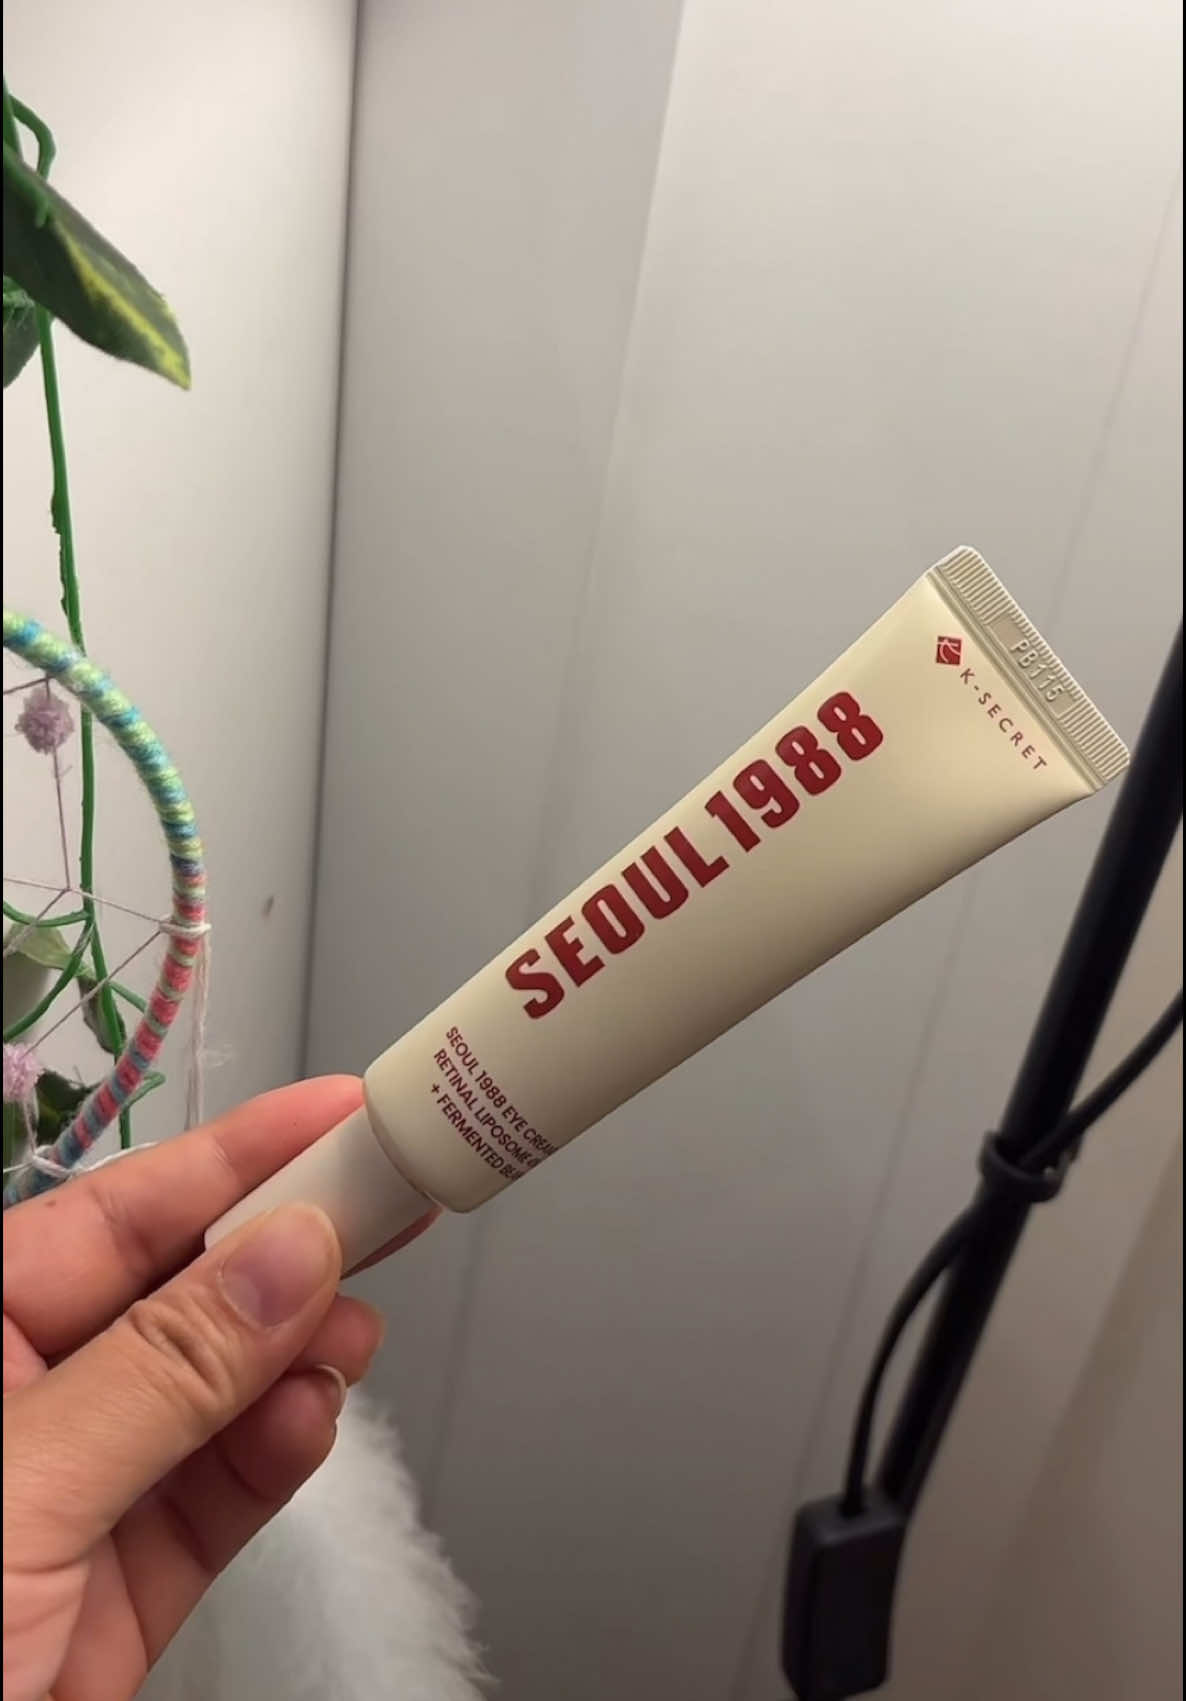 PB115
K-SECRET
SEOUL 1988
SEOUL 1988 EYE CREAM
RETINAL LIPOSOME
+ FERMENTED